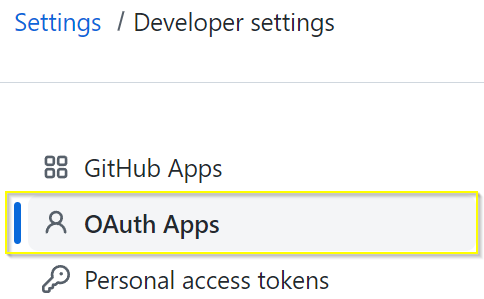 Settings / Developer settings
GitHub Apps
OAuth Apps
Personal access tokens